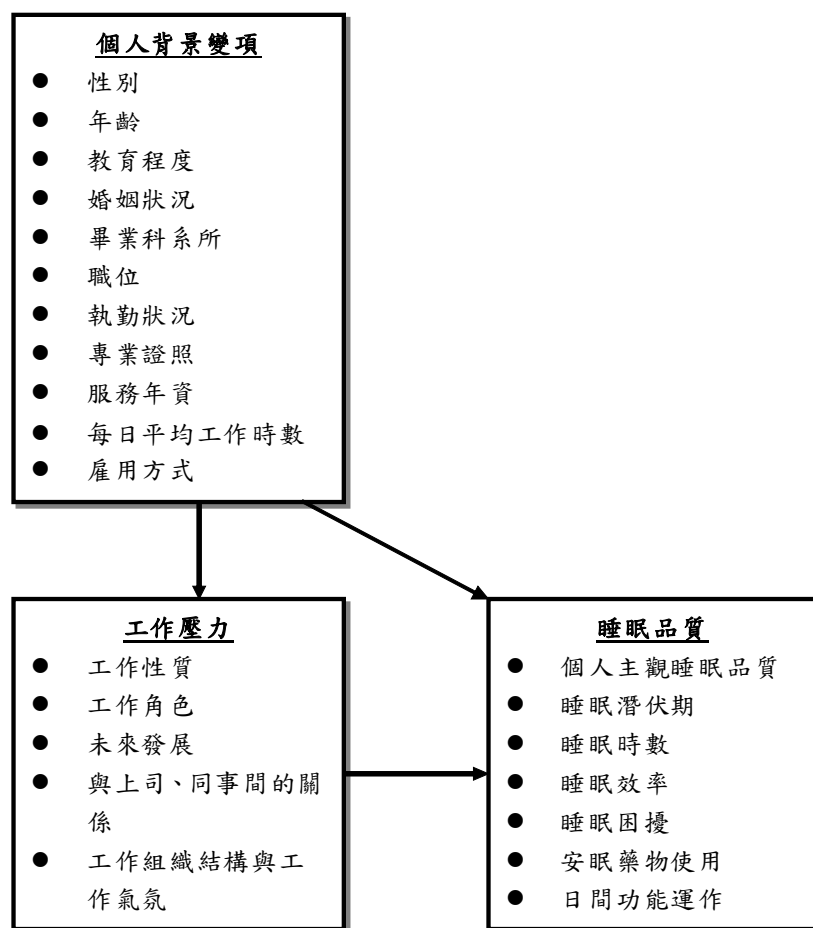 個人背景變項
● 性別
● 年齡
● 教育程度
● 婚姻狀況
● 畢業科系所
● 職位
● 執勤狀況
● 專業證照
● 服務年資
● 每日平均工作時數
● 雇用方式
工作壓力
● 工作性質
● 工作角色
● 未來發展
● 與上司、同事間的關
係
● 工作組織結構與工
作氣氛
睡眠品質
● 個人主觀睡眠品質
● 睡眠潛伏期
● 睡眠時數
● 睡眠效率
● 睡眠困擾
● 安眠藥物使用
● 日間功能運作